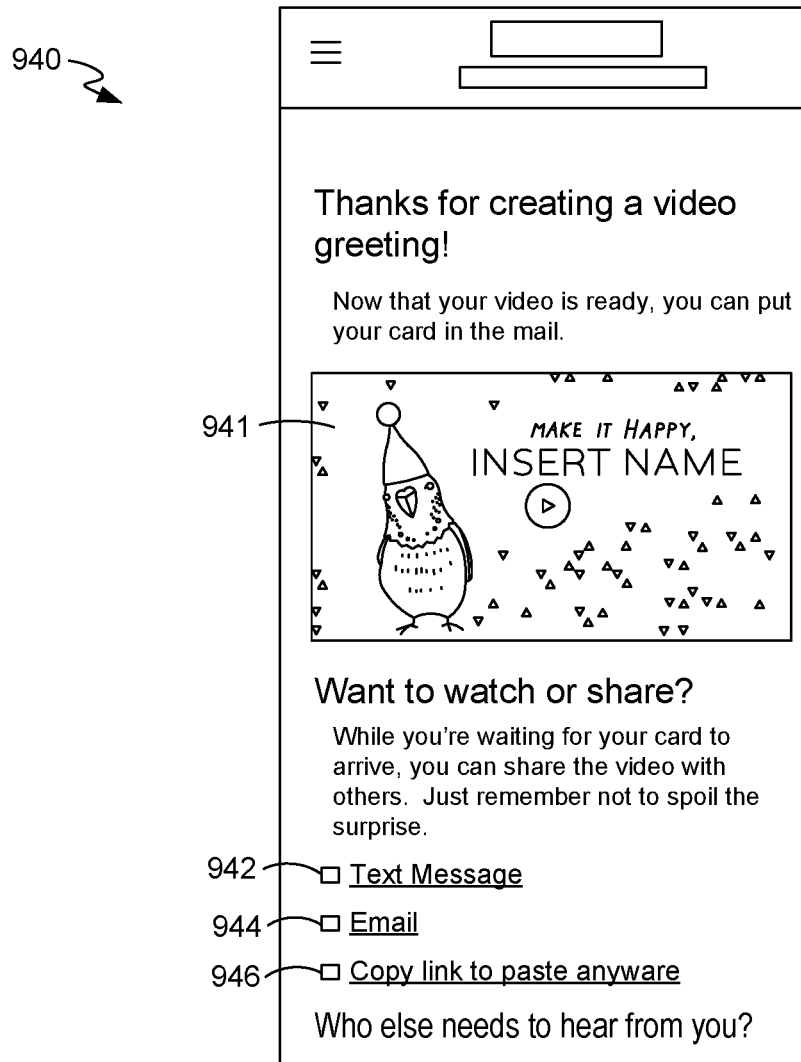 940
Thanks for creating a video
greeting!
Now that your video is ready, you can put
your card in the mail.
941
MAKE IT HAPPY,
INSERT NAME
Want to watch or share?
While you're waiting for your card to
arrive, you can share the video with
others.  Just remember not to spoil the
surprise.
942 Text Message
944 Email
946 Copy link to paste anyware
Who else needs to hear from you?